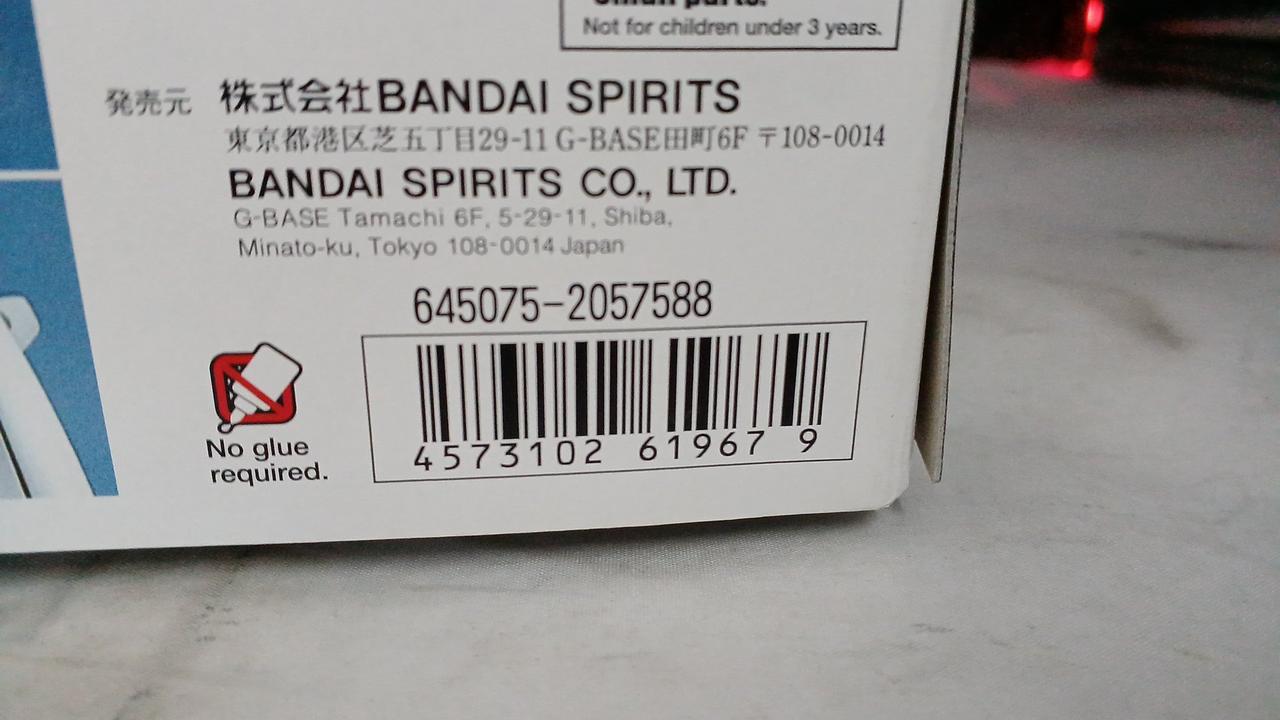 Small parts.
Not for children under 3 years.
発売元 株式会社BANDAI SPIRITS
東京都港区芝五丁目29-11 G-BASE田町6F 〒108-0014
BANDAI SPIRITS CO., LTD.
G-BASE Tamachi 6F, 5-29-11, Shiba,
Minato-ku, Tokyo 108-0014 Japan
645075-2057588
4573102 61967 9
No glue
required.